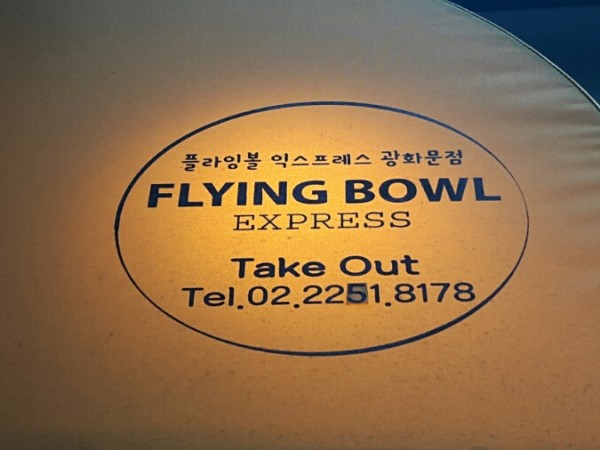 플라잉볼 익스프레스 광화문점
FLYING BOWL
EXPRESS
Take Out
Tel.02.2251.8178